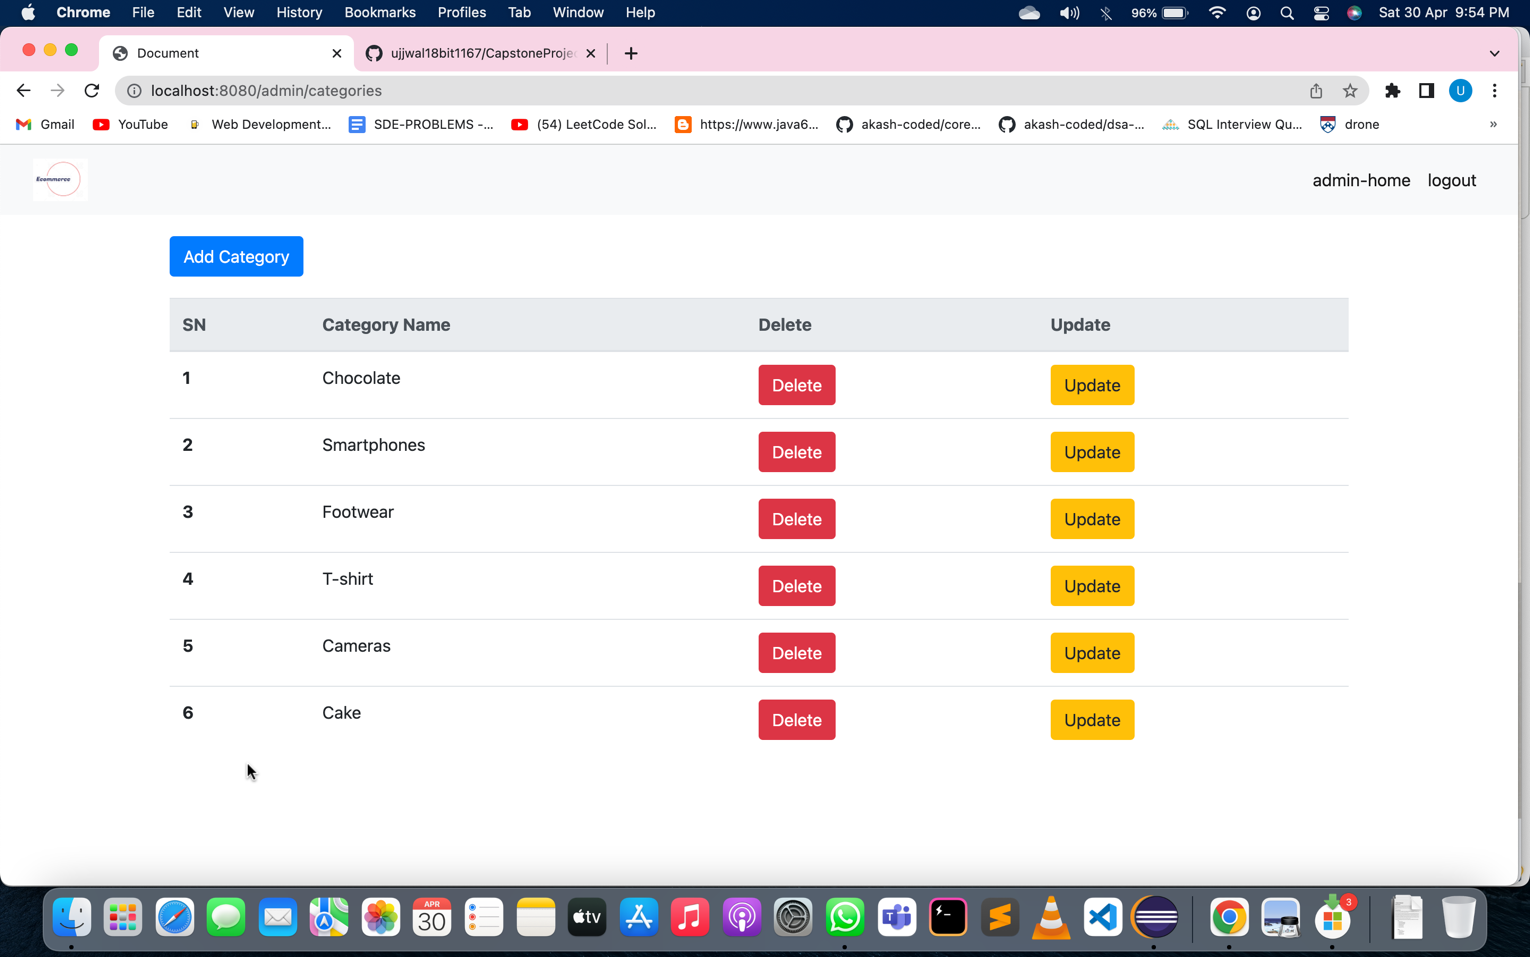 Chrome File Edit View History Bookmarks Profiles Tab Window Help 96% Sat 30 Apr 9:54 PM
Document ujjwal18bit1167/CapstoneProje
localhost:8080/admin/categories U
Gmail YouTube Web Development... SDE-PROBLEMS -... (54) LeetCode Sol... https://www.java6... akash-coded/core... akash-coded/dsa-... SQL Interview Qu... drone »
Ecommerce admin-home logout
Add Category
SN Category Name Delete Update
1 Chocolate Delete Update
2 Smartphones Delete Update
3 Footwear Delete Update
4 T-shirt Delete Update
5 Cameras Delete Update
6 Cake Delete Update
APR
30
tv
3